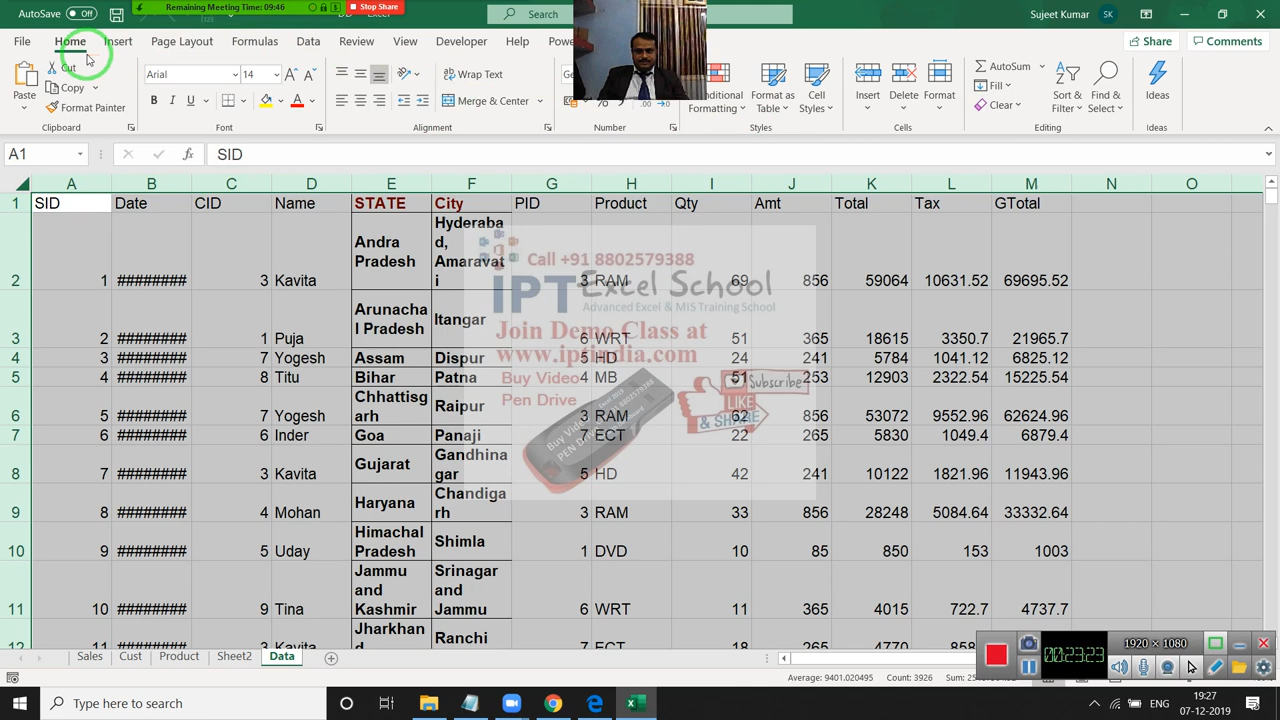 AutoSave Off
Remaining Meeting Time: 09:46
Stop Share
Excel
Search
Sujeet Kumar
SK
File Home Insert Page Layout Formulas Data Review View Developer Help
Share
Comments
Paste
Cut
Copy
Format Painter
Arial 14
B I U
Wrap Text
Merge & Center
Conditional Formatting
Format as Table
Cell Styles
Insert Delete Format
AutoSum
Fill
Clear
Sort & Filter
Find & Select
Ideas
Clipboard Font Alignment Number Styles Cells Editing Ideas
A1 SID
A B C D E F G H I J K L M N O
1 SID Date CID Name STATE City PID Product Qty Amt Total Tax GTotal
2 1 ######## 3 Kavita Andra Pradesh Hyderabad, Amaravati 3 RAM 69 856 59064 10631.52 69695.52
3 2 ######## 1 Puja Arunachal Pradesh Itangar 6 WRT 51 365 18615 3350.7 21965.7
4 3 ######## 7 Yogesh Assam Dispur 5 HD 24 241 5784 1041.12 6825.12
5 4 ######## 8 Titu Bihar Patna 4 MB 51 253 12903 2322.54 15225.54
6 5 ######## 7 Yogesh Chhattisgarh Raipur 3 RAM 62 856 53072 9552.96 62624.96
7 6 ######## 6 Inder Goa Panaji 7 ECT 22 265 5830 1049.4 6879.4
8 7 ######## 3 Kavita Gujarat Gandhinagar 5 HD 42 241 10122 1821.96 11943.96
9 8 ######## 4 Mohan Haryana Chandigarh 3 RAM 33 856 28248 5084.64 33332.64
10 9 ######## 5 Uday Himachal Pradesh Shimla 1 DVD 10 85 850 153 1003
11 10 ######## 9 Tina Jammu and Kashmir Srinagar and Jammu 6 WRT 11 365 4015 722.7 4737.7
12 11 ######## 3 Kavita Jharkhand Ranchi 7 ECT 18 265 4770
Call +91 8802579388
IPT Excel School
Advanced Excel & MIS Training School
Join Demo Class at
www.iptindia.com
Buy Video
Pen Drive
Subscribe
LIKE
& SHARE
Sales Cust Product Sheet2 Data
Average: 9401.020495 Count: 3926
1920 × 1080
00:23:23
Type here to search
ENG
19:27
07-12-2019